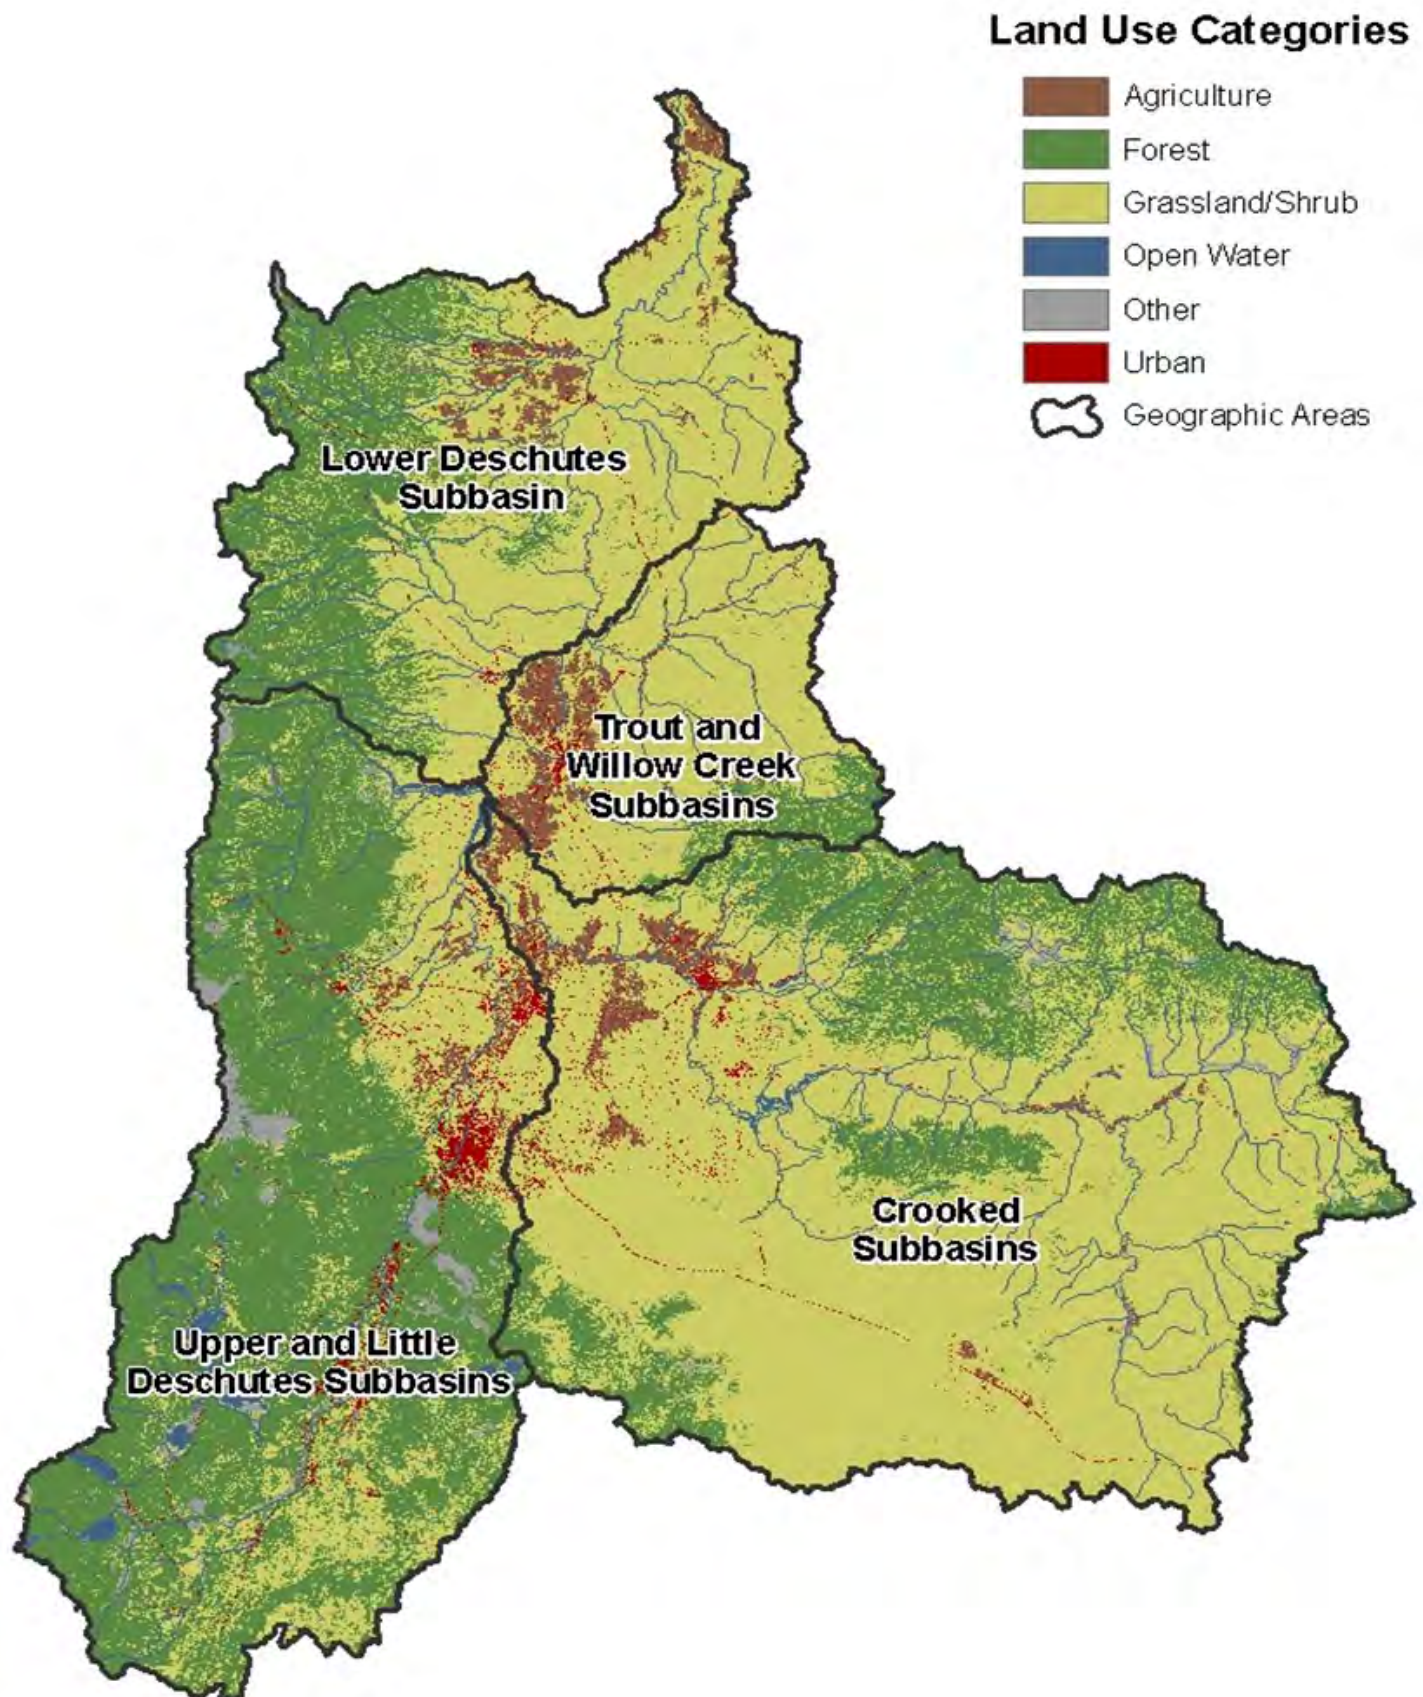 Land Use Categories
Agriculture
Forest
Grassland/Shrub
Open Water
Other
Urban
Geographic Areas
Lower Deschutes
Subbasin
Trout and
Willow Creek
Subbasins
Crooked
Subbasins
Upper and Little
Deschutes Subbasins